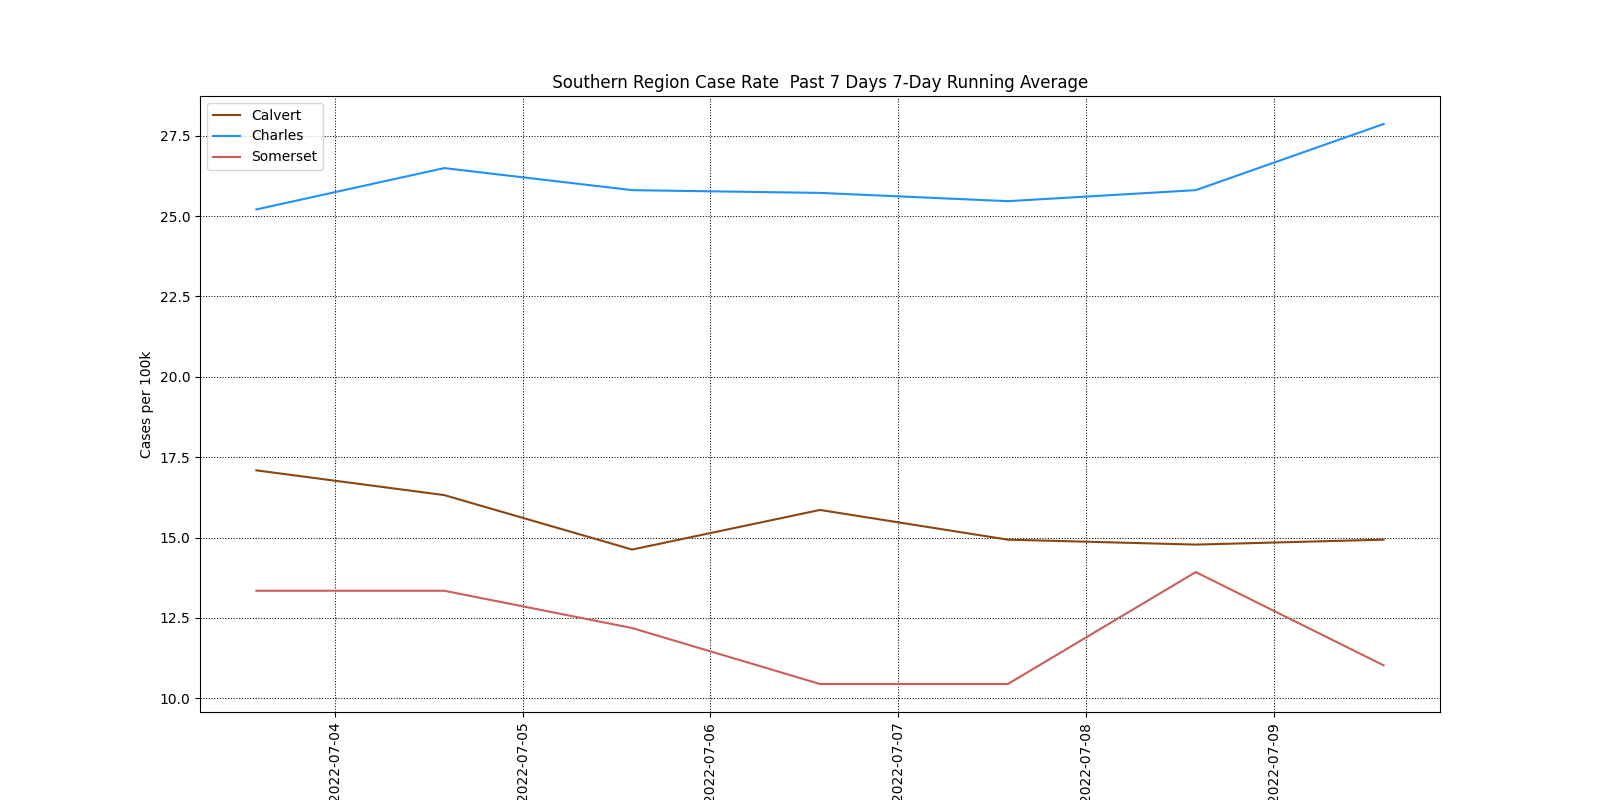 Southern Region Case Rate  Past 7 Days 7-Day Running Average
Calvert
Charles
Somerset
27.5
25.0
22.5
20.0
17.5
15.0
12.5
10.0
Cases per 100k
2022-07-04
2022-07-05
2022-07-06
2022-07-07
2022-07-08
2022-07-09